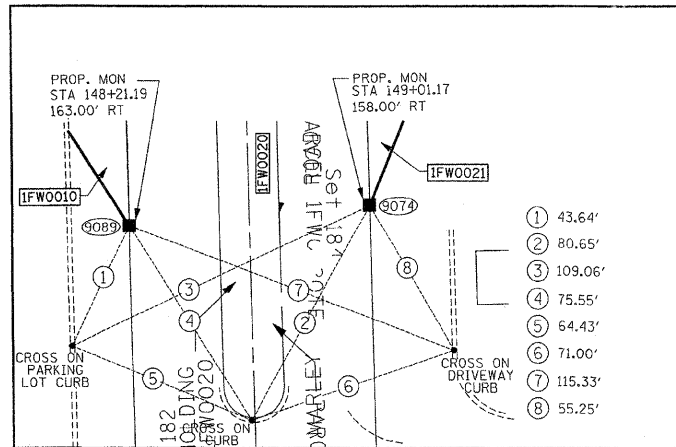 PROP. MON
STA 148+21.19
163.00' RT
PROP. MON
STA 149+01.17
158.00' RT
1FW0010
1FW0020
1FW0021
9089
9074
Set 184
1
2
3
4
5
6
7
8
CROSS ON
PARKING
LOT CURB
CROSS ON
CURB
CROSS ON
DRIVEWAY
CURB
182
1 43.64'
2 80.65'
3 109.06'
4 75.55'
5 64.43'
6 71.00'
7 115.33'
8 55.25'